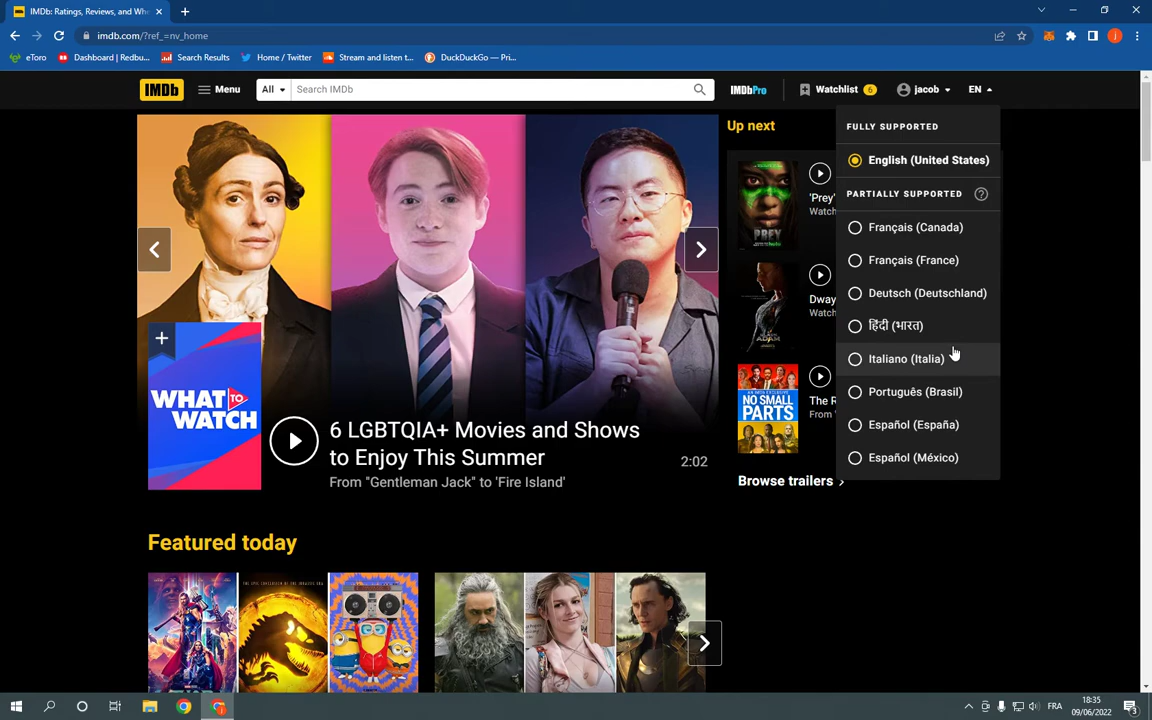 IMDb: Ratings, Reviews, and Whe
imdb.com/?ref_=nv_home
eToro
Dashboard | Redbu...
Search Results
Home / Twitter
Stream and listen t...
DuckDuckGo — Pri...
IMDb
Menu
All
Search IMDb
IMDbPro
Watchlist 6
jacob
EN
FULLY SUPPORTED
English (United States)
PARTIALLY SUPPORTED ?
Français (Canada)
Français (France)
Deutsch (Deutschland)
हिंदी (भारत)
Italiano (Italia)
Português (Brasil)
Español (España)
Español (México)
Up next
'Prey'
Watch
PREY
Dway
Watch
ADAM
The R
From '
NO SMALL
PARTS
Browse trailers
WHAT TO
WATCH
6 LGBTQIA+ Movies and Shows
to Enjoy This Summer
From "Gentleman Jack" to 'Fire Island'
2:02
Featured today
FRA
18:35
09/06/2022
3